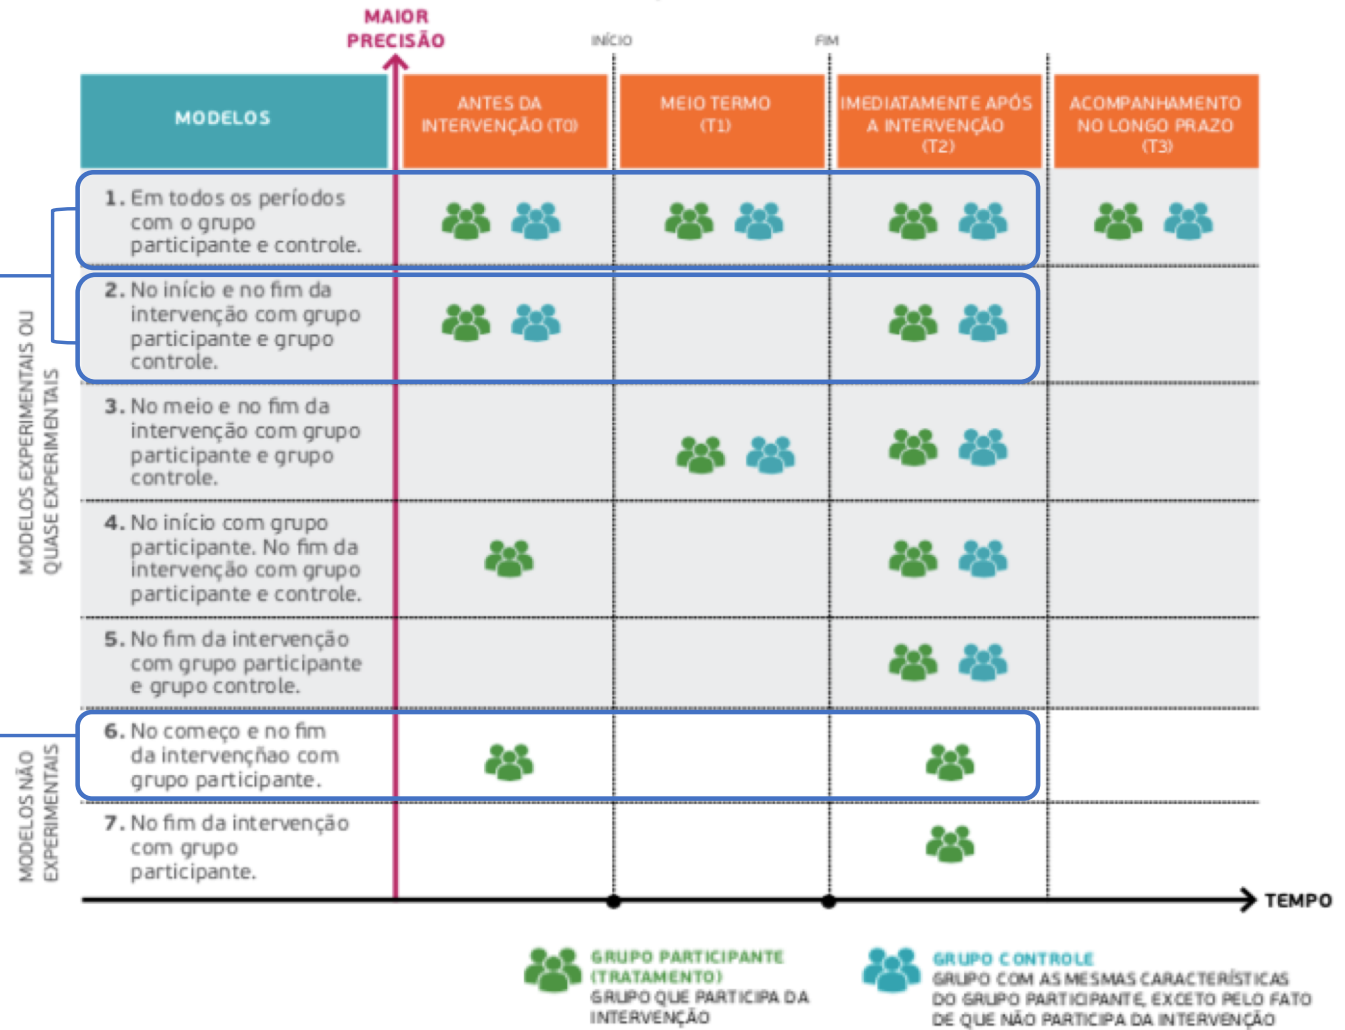 MAIOR
PRECISÃO
INÍCIO
FIM
MODELOS
ANTES DA
INTERVENÇÃO (T0)
MEIO TERMO
(T1)
IMEDIATAMENTE APÓS
A INTERVENÇÃO
(T2)
ACOMPANHAMENTO
NO LONGO PRAZO
(T3)
MODELOS EXPERIMENTAIS OU
QUASE EXPERIMENTAIS
1. Em todos os períodos
com o grupo
participante e controle.
2. No início e no fim da
intervenção com grupo
participante e grupo
controle.
3. No meio e no fim da
intervenção com grupo
participante e grupo
controle.
4. No início com grupo
participante. No fim da
intervenção com grupo
participante e controle.
5. No fim da intervenção
com grupo participante
e grupo controle.
MODELOS NÃO
EXPERIMENTAIS
6. No começo e no fim
da intervençñao com
grupo participante.
7. No fim da intervenção
com grupo
participante.
TEMPO
GRUPO PARTICIPANTE
(TRATAMENTO)
GRUPO QUE PARTICIPA DA
INTERVENÇÃO
GRUPO CONTROLE
GRUPO COM AS MESMAS CARACTERÍSTICAS
DO GRUPO PARTICIPANTE, EXCETO PELO FATO
DE QUE NÃO PARTICIPA DA INTERVENÇÃO